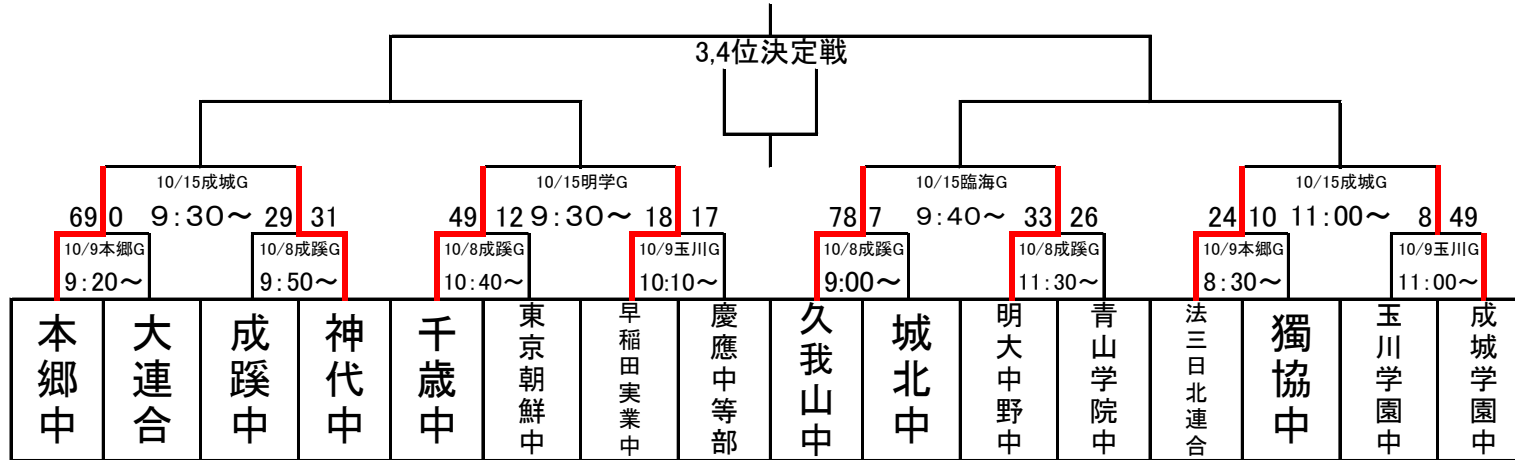 3,4位決定戦
10/15成城G
10/15明学G
10/15臨海G
10/15成城G
69 0 9:30～ 29 31
49 12 9:30～ 18 17
78 7 9:40～ 33 26
24 10 11:00～ 8 49
10/9本郷G
10/8成蹊G
10/8成蹊G
10/9玉川G
10/8成蹊G
10/8成蹊G
10/9本郷G
10/9玉川G
9:20～
9:50～
10:40～
10:10～
9:00～
11:30～
8:30～
11:00～
本郷中
大連合
成蹊中
神代中
千歳中
東京朝鮮中
早稲田実業中
慶應中等部
久我山中
城北中
明大中野中
青山学院中
法三日北連合
獨協中
玉川学園中
成城学園中